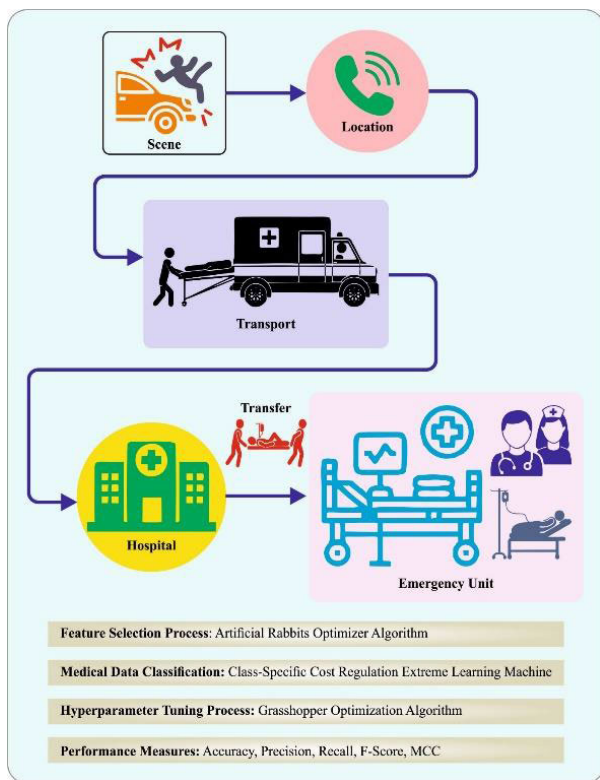 Scene
Location
Transport
Transfer
Hospital
Emergency Unit
Feature Selection Process: Artificial Rabbits Optimizer Algorithm
Medical Data Classification: Class-Specific Cost Regulation Extreme Learning Machine
Hyperparameter Tuning Process: Grasshopper Optimization Algorithm
Performance Measures: Accuracy, Precision, Recall, F-Score, MCC